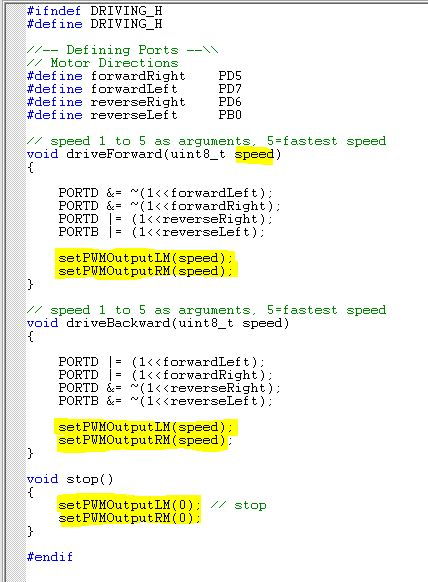 #ifndef DRIVING_H
#define DRIVING_H
//-- Defining Ports --\\
// Motor Directions
#define forwardRight PD5
#define forwardLeft PD7
#define reverseRight PD6
#define reverseLeft PB0
// speed 1 to 5 as arguments, 5=fastest speed
void driveForward(uint8_t speed)
{
PORTD &= ~(1<<forwardLeft);
PORTD &= ~(1<<forwardRight);
PORTD |= (1<<reverseRight);
PORTB |= (1<<reverseLeft);
setPWMOutputLM(speed);
setPWMOutputRM(speed);
}
// speed 1 to 5 as arguments, 5=fastest speed
void driveBackward(uint8_t speed)
{
PORTD |= (1<<forwardLeft);
PORTD |= (1<<forwardRight);
PORTD &= ~(1<<reverseRight);
PORTB &= ~(1<<reverseLeft);
setPWMOutputLM(speed);
setPWMOutputRM(speed);
}
void stop()
{
setPWMOutputLM(0); // stop
setPWMOutputRM(0);
}
#endif